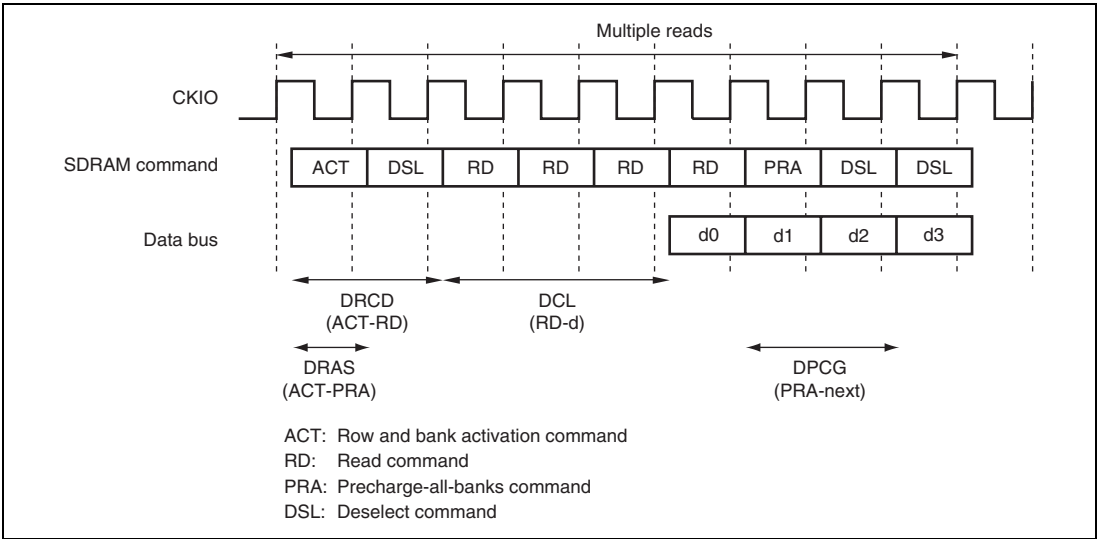 Multiple reads
CKIO
SDRAM command ACT DSL RD RD RD RD PRA DSL DSL
Data bus d0 d1 d2 d3
DRCD DCL
(ACT-RD) (RD-d)
DRAS DPCG
(ACT-PRA) (PRA-next)
ACT: Row and bank activation command
RD: Read command
PRA: Precharge-all-banks command
DSL: Deselect command